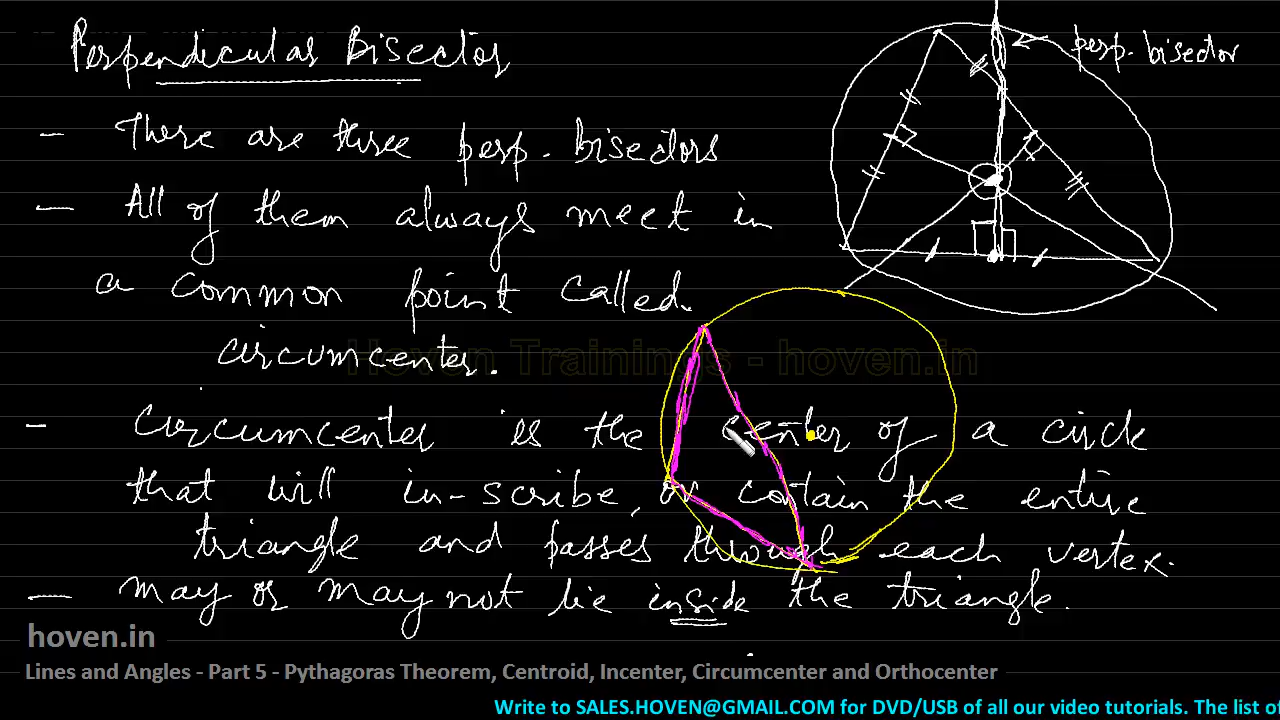 Perpendicular Bisector
perp. bisector
- There are three perp. Bisectors
- All of them always meet in
a common point called
circumcenter.
Hoven Trainings - hoven.in
- circumcenter is the center of a circle
that will in-scribe, or contain the entire
triangle and passes through each vertex.
- may or may not lie inside the triangle.
hoven.in
Lines and Angles - Part 5 - Pythagoras Theorem, Centroid, Incenter, Circumcenter and Orthocenter
Write to SALES.HOVEN@GMAIL.COM for DVD/USB of all our video tutorials. The list of